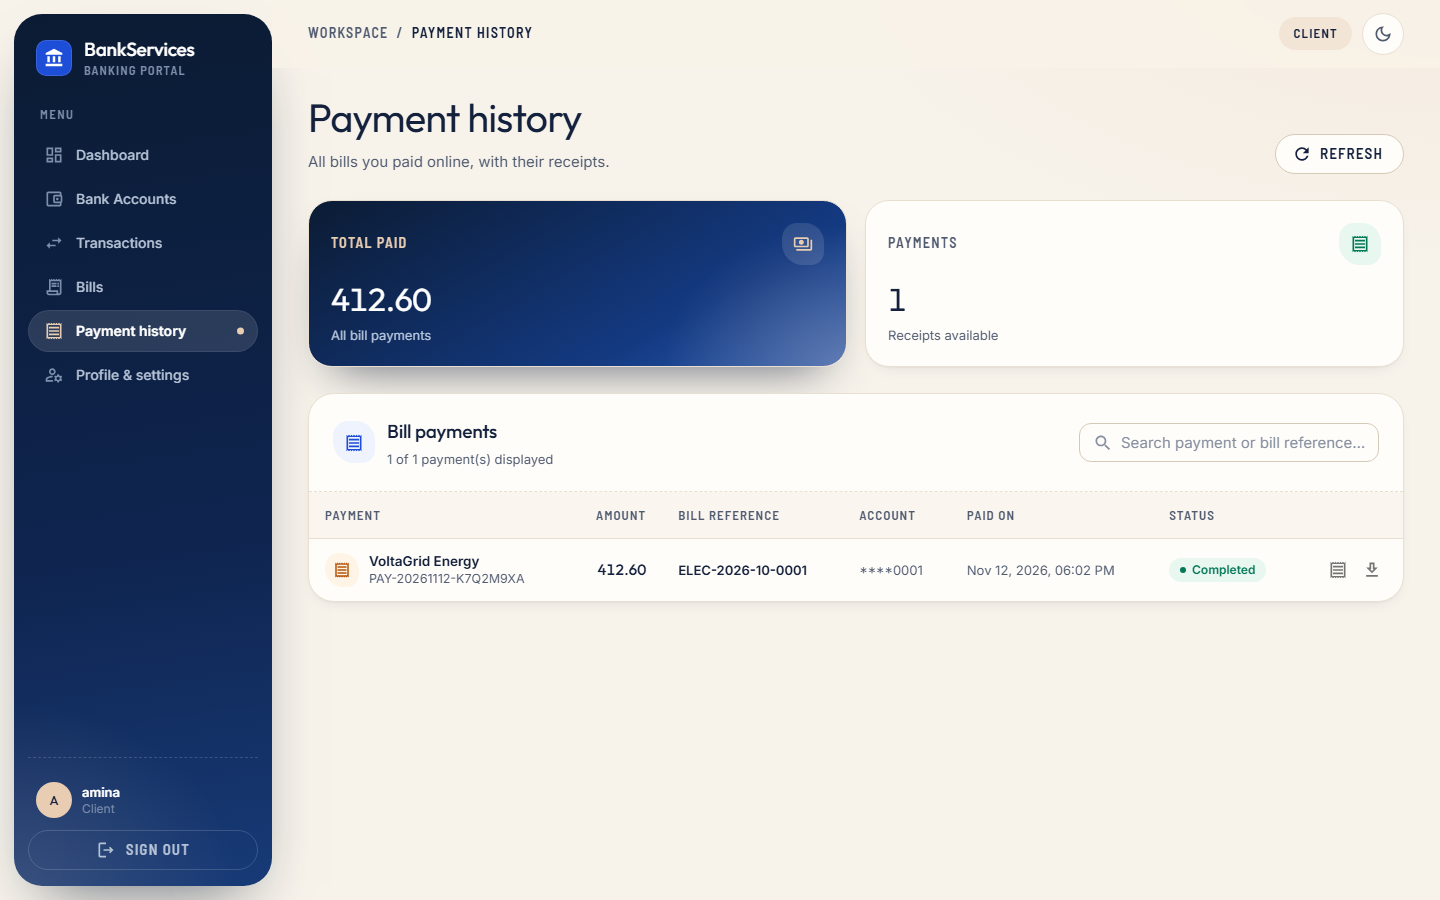 BankServices
BANKING PORTAL
MENU
Dashboard
Bank Accounts
Transactions
Bills
Payment history
Profile & settings
A
amina
Client
SIGN OUT
WORKSPACE / PAYMENT HISTORY
CLIENT
Payment history
All bills you paid online, with their receipts.
REFRESH
TOTAL PAID
412.60
All bill payments
PAYMENTS
1
Receipts available
Bill payments
1 of 1 payment(s) displayed
Search payment or bill reference...
PAYMENT AMOUNT BILL REFERENCE ACCOUNT PAID ON STATUS
VoltaGrid Energy
PAY-20261112-K7Q2M9XA
412.60 ELEC-2026-10-0001 ****0001 Nov 12, 2026, 06:02 PM Completed